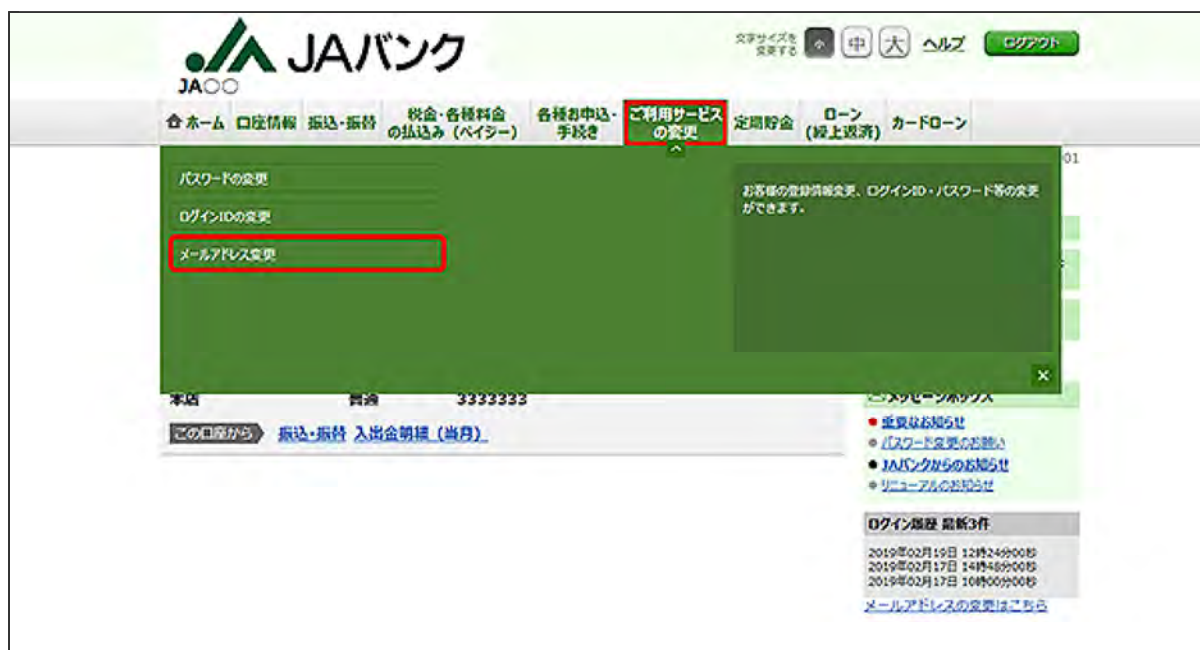 JAバンク
JA○○
文字サイズを
変更する
小 中 大 ヘルプ ログアウト
ホーム 口座情報 振込・振替 税金・各種料金の払込み（ペイジー） 各種お申込・手続き ご利用サービスの変更 定期貯金 ローン(繰上返済) カードローン
01
パスワードの変更
お客様の登録情報変更、ログインID・パスワード等の変更
ができます。
ログインIDの変更
メールアドレス変更
×
本店 普通 3333333
メッセージボックス
この口座から 振込・振替 入出金明細（当月）
重要なお知らせ
パスワード変更のお願い
JAバンクからのお知らせ
リニューアルのお知らせ
ログイン履歴 最新3件
2019年02月19日 12時24分00秒
2019年02月17日 14時48分00秒
2019年02月17日 10時00分00秒
メールアドレスの変更はこちら